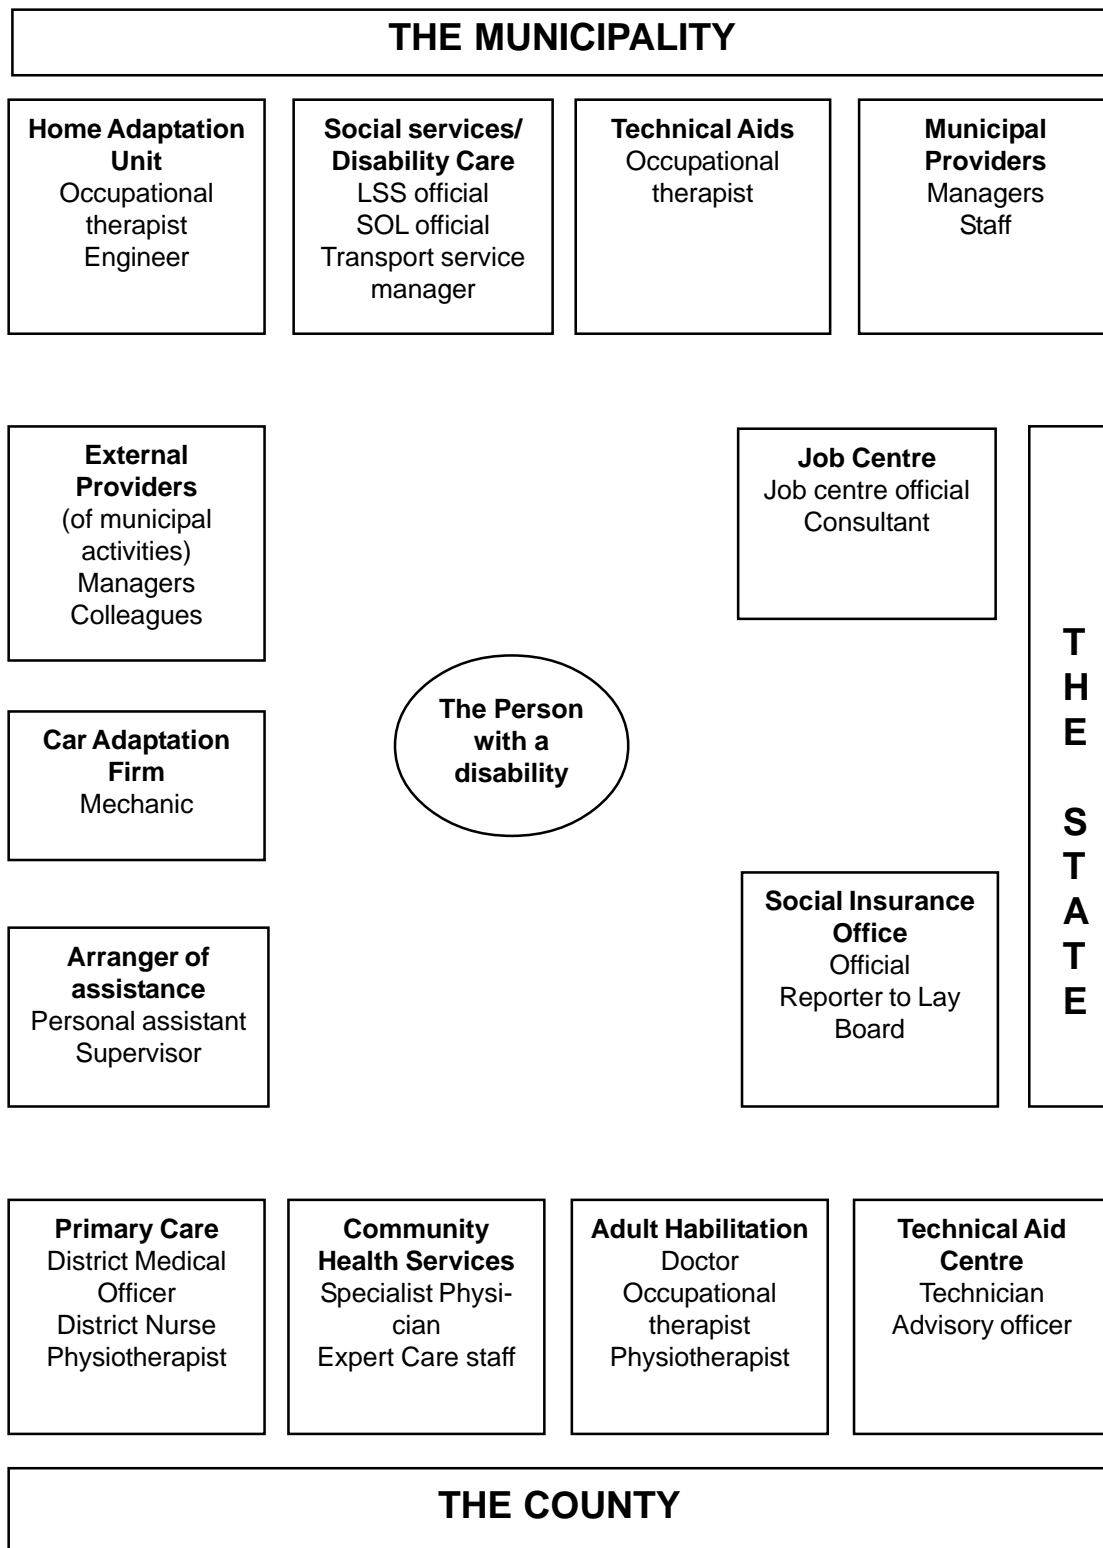 THE MUNICIPALITY
Home Adaptation
Unit
Occupational
therapist
Engineer
Social services/
Disability Care
LSS official
SOL official
Transport service
manager
Technical Aids
Occupational
therapist
Municipal
Providers
Managers
Staff
External
Providers
(of municipal
activities)
Managers
Colleagues
Job Centre
Job centre official
Consultant
T
H
E
S
T
A
T
E
The Person
with a
disability
Car Adaptation
Firm
Mechanic
Social Insurance
Office
Official
Reporter to Lay
Board
Arranger of
assistance
Personal assistant
Supervisor
Primary Care
District Medical
Officer
District Nurse
Physiotherapist
Community
Health Services
Specialist Physi-
cian
Expert Care staff
Adult Habilitation
Doctor
Occupational
therapist
Physiotherapist
Technical Aid
Centre
Technician
Advisory officer
THE COUNTY